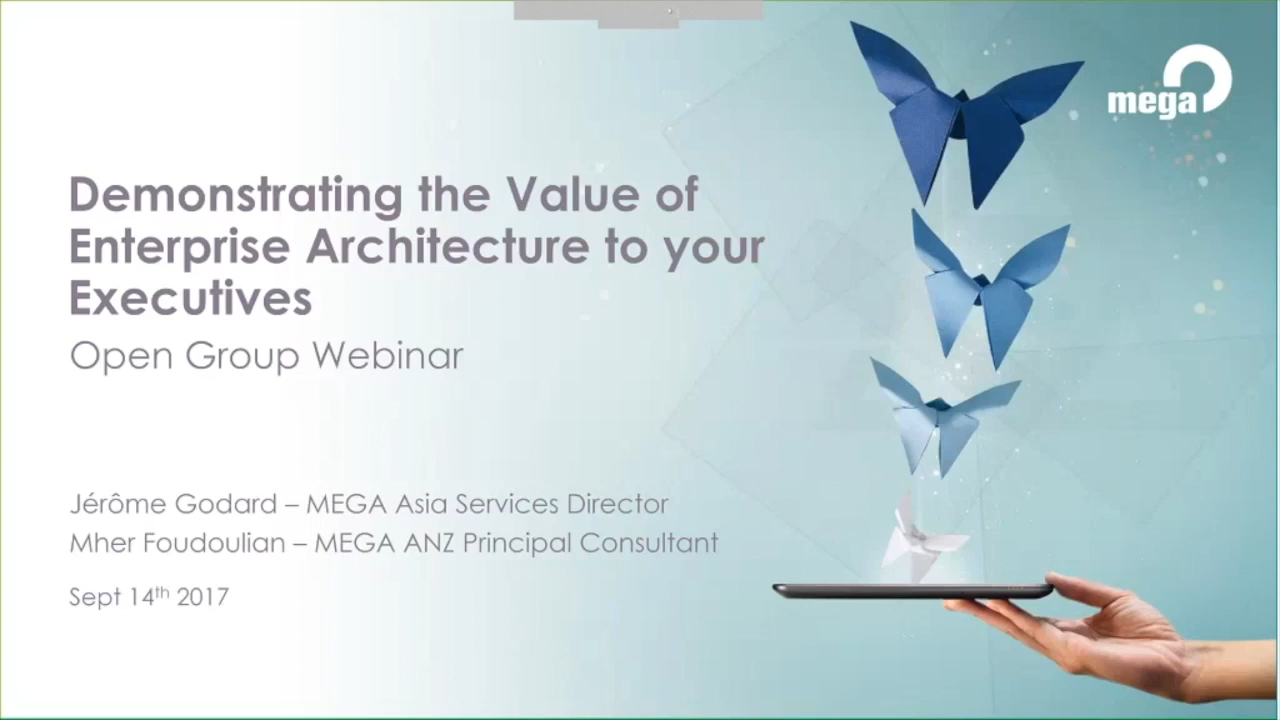 mega
Demonstrating the Value of
Enterprise Architecture to your
Executives
Open Group Webinar
Jérôme Godard – MEGA Asia Services Director
Mher Foudoulian – MEGA ANZ Principal Consultant
Sept 14th 2017